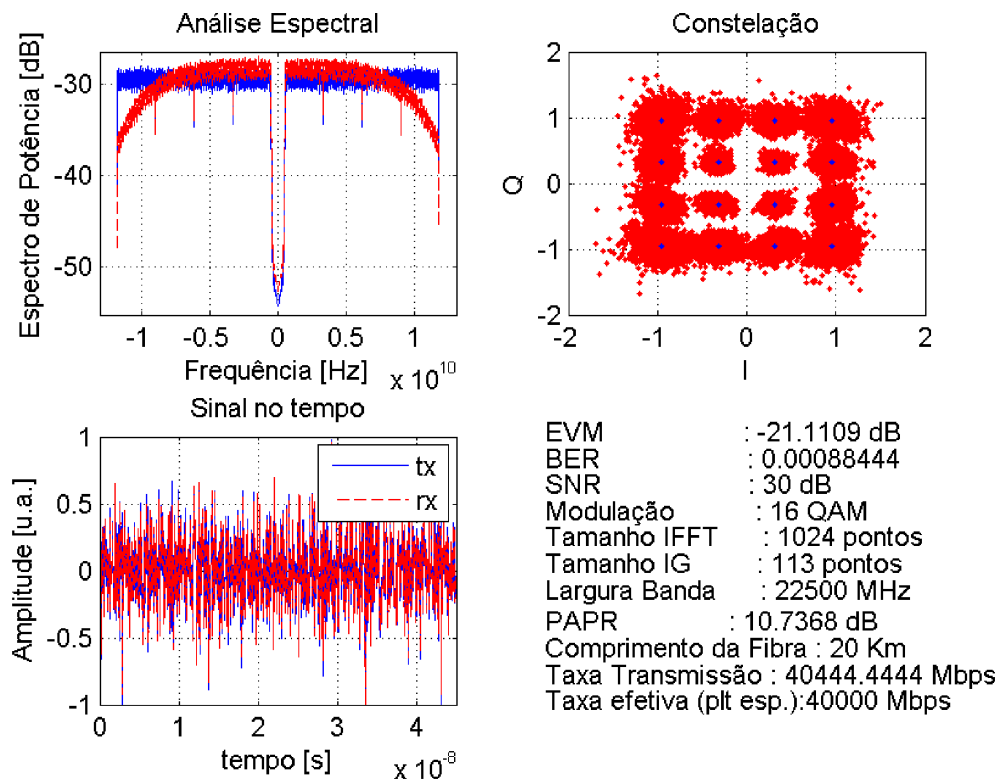 Análise Espectral
Espectro de Potência [dB]
-30
-40
-50
-1
-0.5
0
0.5
1
Frequência [Hz]
x 10^10
Constelação
Q
2
1
0
-1
-2
-2
-1
0
1
2
I
Sinal no tempo
Amplitude [u.a.]
1
0.5
0
-0.5
-1
tx
rx
0
1
2
3
4
tempo [s]
x 10^-8
EVM : -21.1109 dB
BER : 0.00088444
SNR : 30 dB
Modulação : 16 QAM
Tamanho IFFT : 1024 pontos
Tamanho IG : 113 pontos
Largura Banda : 22500 MHz
PAPR : 10.7368 dB
Comprimento da Fibra : 20 Km
Taxa Transmissão : 40444.4444 Mbps
Taxa efetiva (plt esp.):40000 Mbps